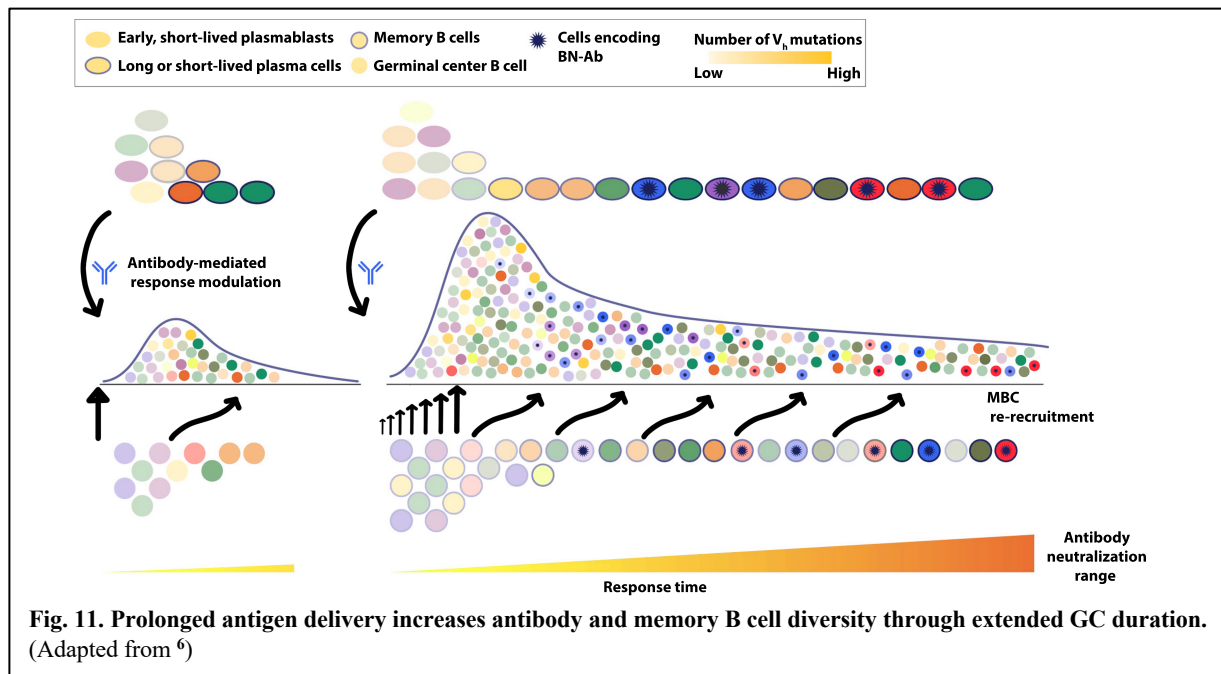 Early, short-lived plasmablasts
Memory B cells
Cells encoding
BN-Ab
Number of Vh mutations
Long or short-lived plasma cells
Germinal center B cell
Low
High
Antibody-mediated
response modulation
MBC
re-recruitment
Antibody
neutralization
range
Response time
Fig. 11. Prolonged antigen delivery increases antibody and memory B cell diversity through extended GC duration.
(Adapted from 6)